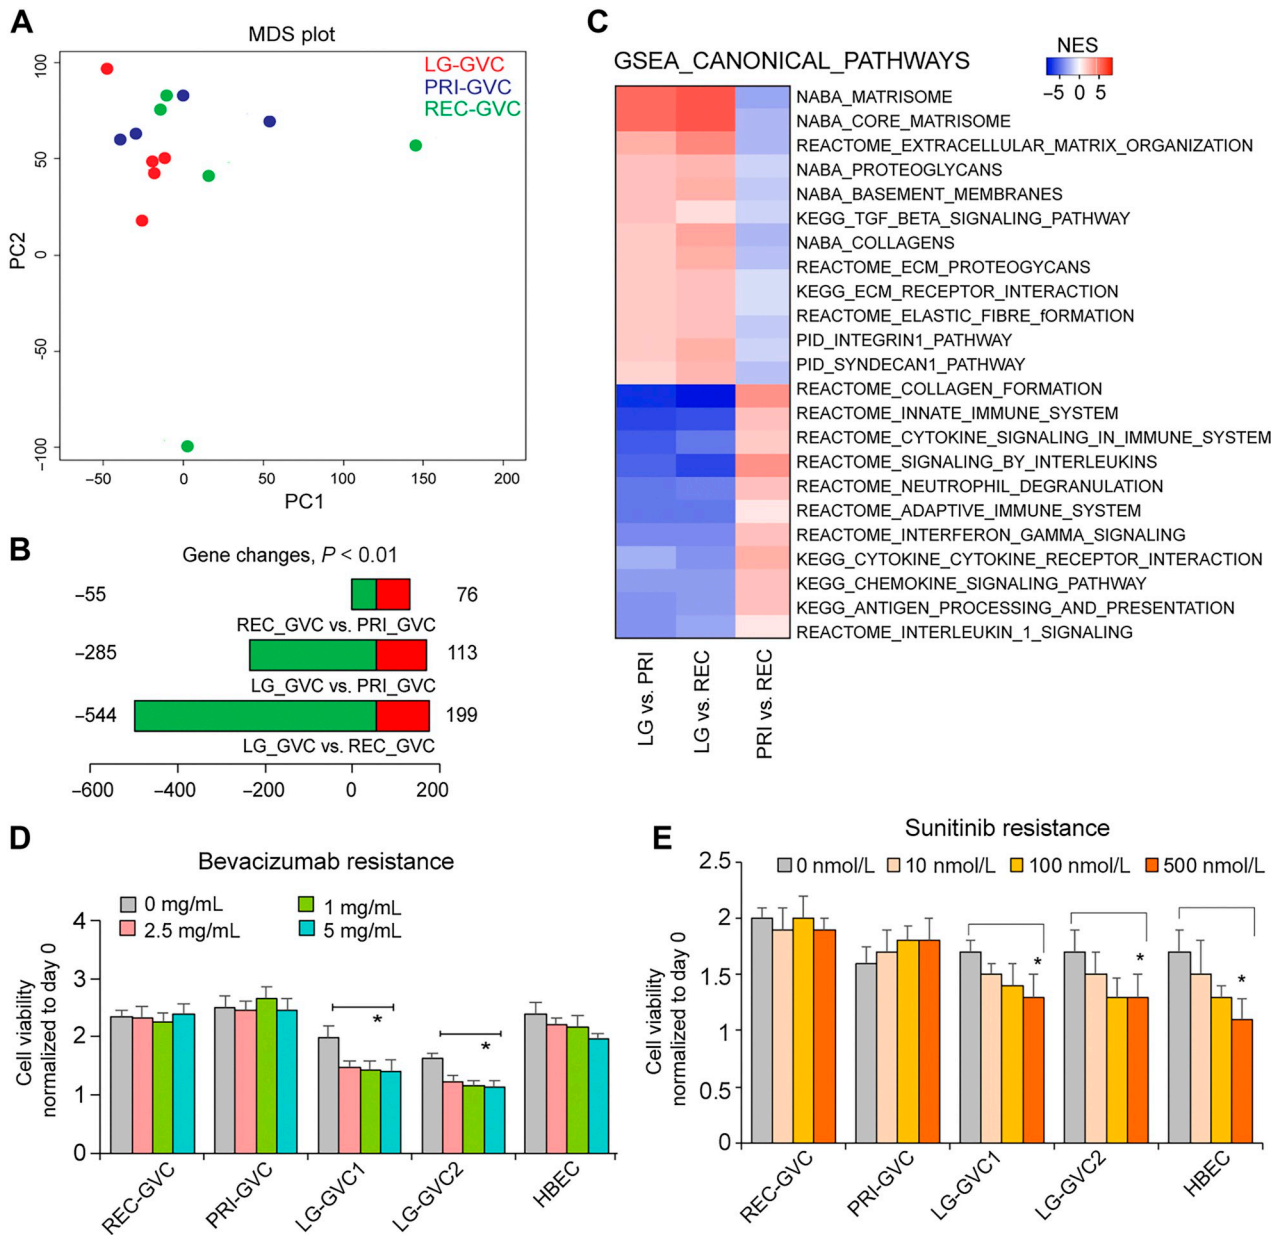 A
MDS plot
LG-GVC
PRI-GVC
REC-GVC
100
50
0
−50
−100
PC2
−50
0
50
100
150
200
PC1
B
Gene changes, P < 0.01
−55
76
REC_GVC vs. PRI_GVC
−285
113
LG_GVC vs. PRI_GVC
−544
199
LG_GVC vs. REC_GVC
−600
−400
−200
0
200
C
GSEA_CANONICAL_PATHWAYS
NES
−5
0
5
NABA_MATRISOME
NABA_CORE_MATRISOME
REACTOME_EXTRACELLULAR_MATRIX_ORGANIZATION
NABA_PROTEOGLYCANS
NABA_BASEMENT_MEMBRANES
KEGG_TGF_BETA_SIGNALING_PATHWAY
NABA_COLLAGENS
REACTOME_ECM_PROTEOGYCANS
KEGG_ECM_RECEPTOR_INTERACTION
REACTOME_ELASTIC_FIBRE_fORMATION
PID_INTEGRIN1_PATHWAY
PID_SYNDECAN1_PATHWAY
REACTOME_COLLAGEN_FORMATION
REACTOME_INNATE_IMMUNE_SYSTEM
REACTOME_CYTOKINE_SIGNALING_IN_IMMUNE_SYSTEM
REACTOME_SIGNALING_BY_INTERLEUKINS
REACTOME_NEUTROPHIL_DEGRANULATION
REACTOME_ADAPTIVE_IMMUNE_SYSTEM
REACTOME_INTERFERON_GAMMA_SIGNALING
KEGG_CYTOKINE_CYTOKINE_RECEPTOR_INTERACTION
KEGG_CHEMOKINE_SIGNALING_PATHWAY
KEGG_ANTIGEN_PROCESSING_AND_PRESENTATION
REACTOME_INTERLEUKIN_1_SIGNALING
LG vs. PRI
LG vs. REC
PRI vs. REC
D
Bevacizumab resistance
0 mg/mL
1 mg/mL
2.5 mg/mL
5 mg/mL
4
3
2
1
0
Cell viability
normalized to day 0
*
*
REC-GVC
PRI-GVC
LG-GVC1
LG-GVC2
HBEC
E
Sunitinib resistance
0 nmol/L
10 nmol/L
100 nmol/L
500 nmol/L
2.5
2
1.5
1
0.5
0
Cell viability
normalized to day 0
*
*
*
REC-GVC
PRI-GVC
LG-GVC1
LG-GVC2
HBEC